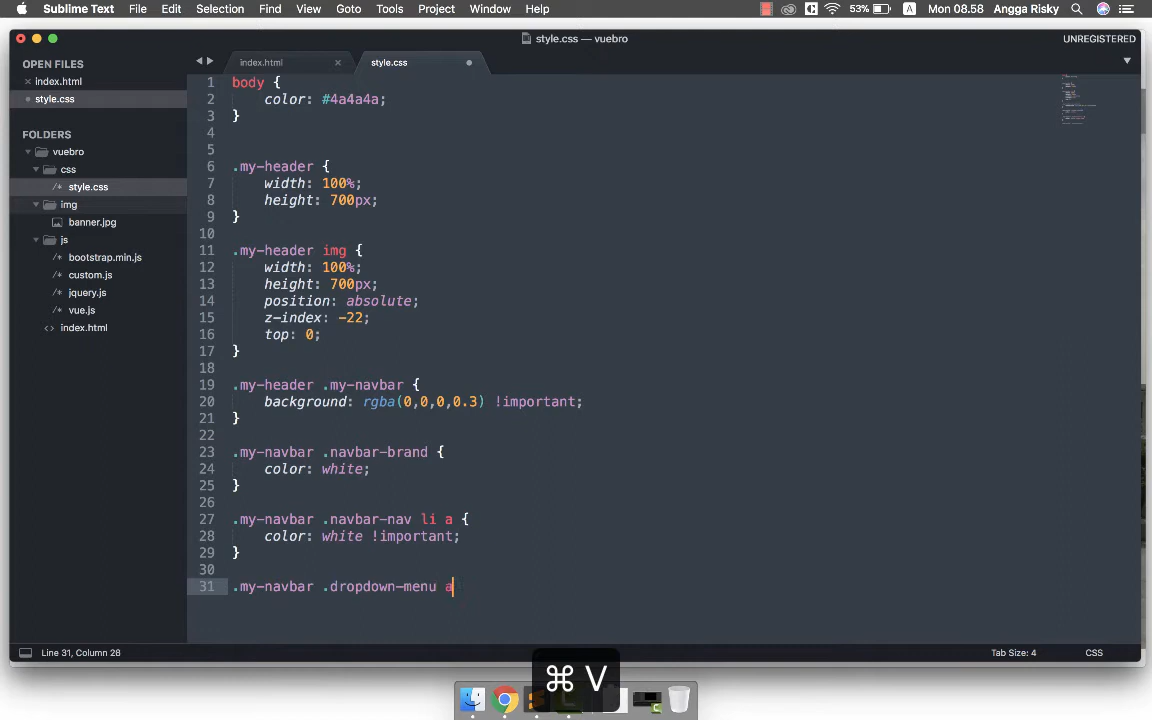 Sublime Text File Edit Selection Find View Goto Tools Project Window Help 53% A Mon 08.58 Angga Risky
style.css — vuebro
UNREGISTERED
OPEN FILES
index.html
style.css
FOLDERS
vuebro
css
style.css
img
banner.jpg
js
bootstrap.min.js
custom.js
jquery.js
vue.js
index.html
index.html
style.css
1 body {
2 color: #4a4a4a;
3 }
4
5
6 .my-header {
7 width: 100%;
8 height: 700px;
9 }
10
11 .my-header img {
12 width: 100%;
13 height: 700px;
14 position: absolute;
15 z-index: -22;
16 top: 0;
17 }
18
19 .my-header .my-navbar {
20 background: rgba(0,0,0,0.3) !important;
21 }
22
23 .my-navbar .navbar-brand {
24 color: white;
25 }
26
27 .my-navbar .navbar-nav li a {
28 color: white !important;
29 }
30
31 .my-navbar .dropdown-menu a
Line 31, Column 28
Tab Size: 4
CSS
⌘ V